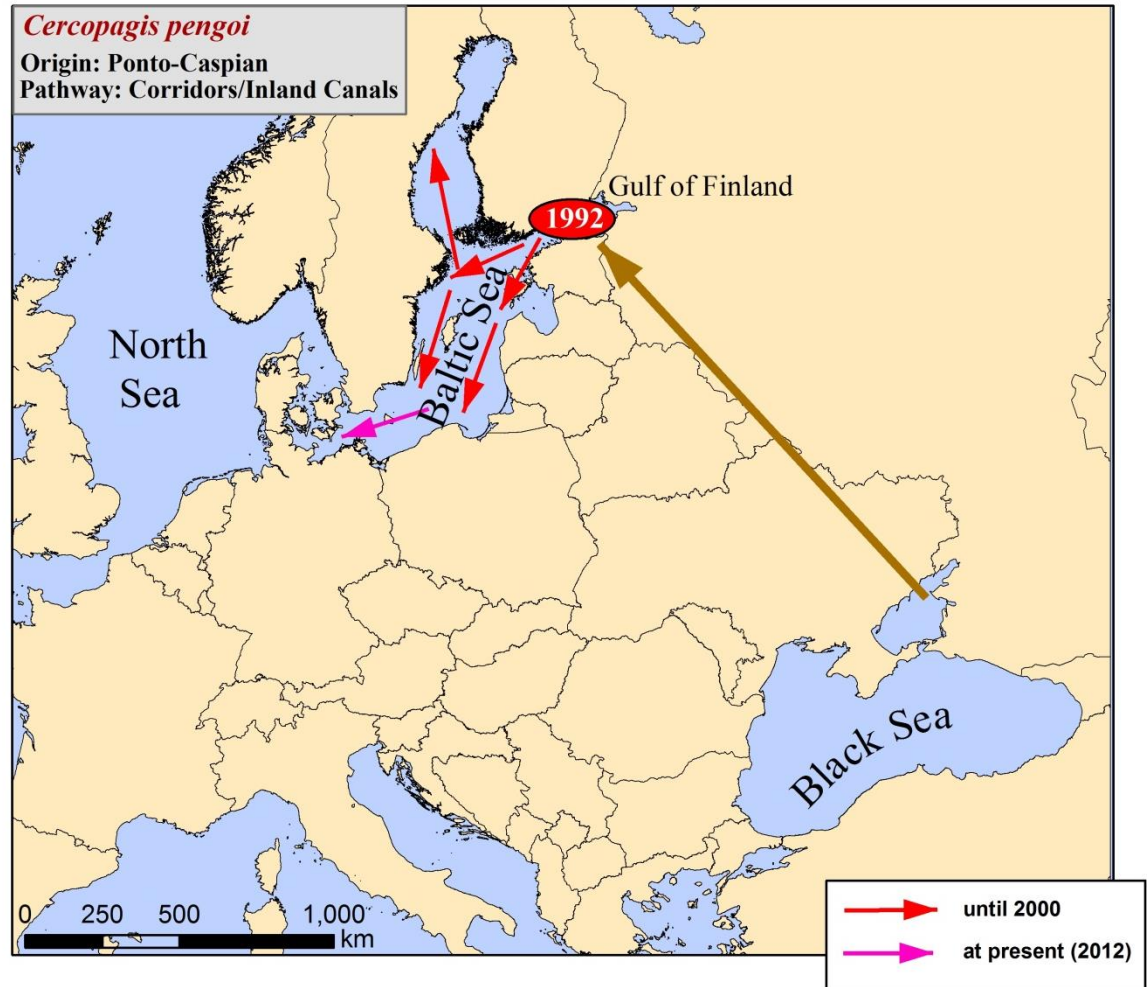 Cercopagis pengoi
Origin: Ponto-Caspian
Pathway: Corridors/Inland Canals
Gulf of Finland
1992
North
Sea
Baltic Sea
Black Sea
0 250 500 1,000
km
until 2000
at present (2012)